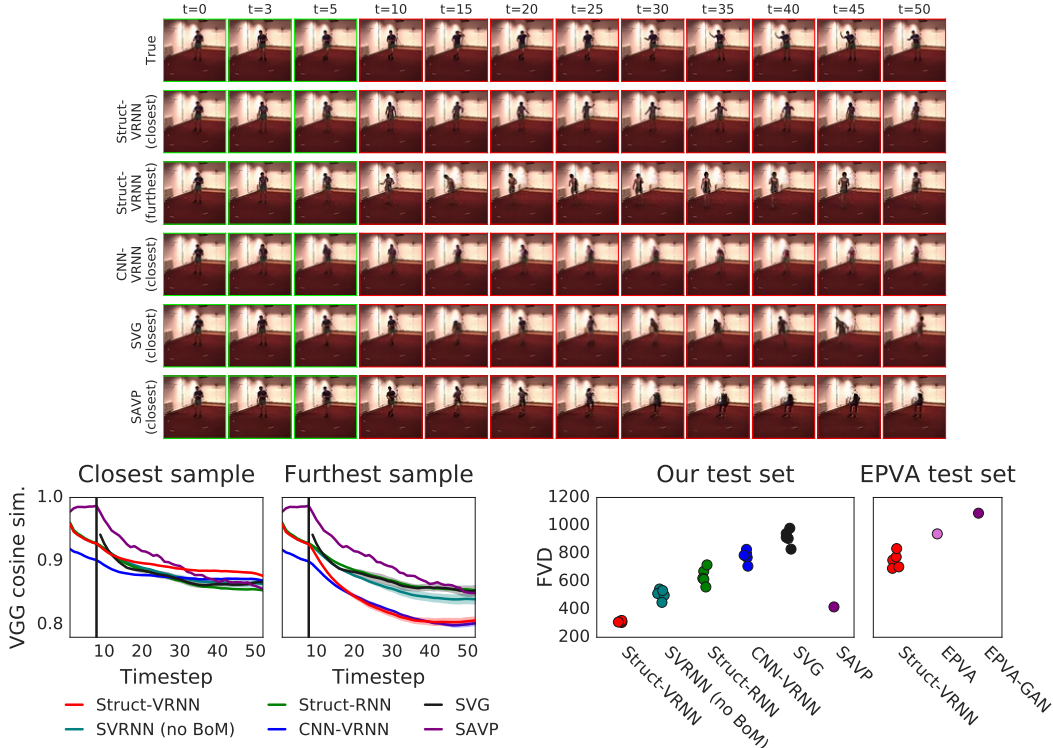 t=0 t=3 t=5 t=10 t=15 t=20 t=25 t=30 t=35 t=40 t=45 t=50
True
Struct-
VRNN
(closest)
Struct-
VRNN
(furthest)
CNN-
VRNN
(closest)
SVG
(closest)
SAVP
(closest)
Closest sample
Furthest sample
VGG cosine sim.
1.0
0.9
0.8
10 20 30 40 50
10 20 30 40 50
Timestep
Timestep
Struct-VRNN
SVRNN (no BoM)
Struct-RNN
CNN-VRNN
SVG
SAVP
Our test set
EPVA test set
FVD
1200
1000
800
600
400
200
Struct-VRNN
SVRNN (no BoM)
Struct-RNN
CNN-VRNN
SVG
SAVP
Struct-VRNN
EPVA
EPVA-GAN